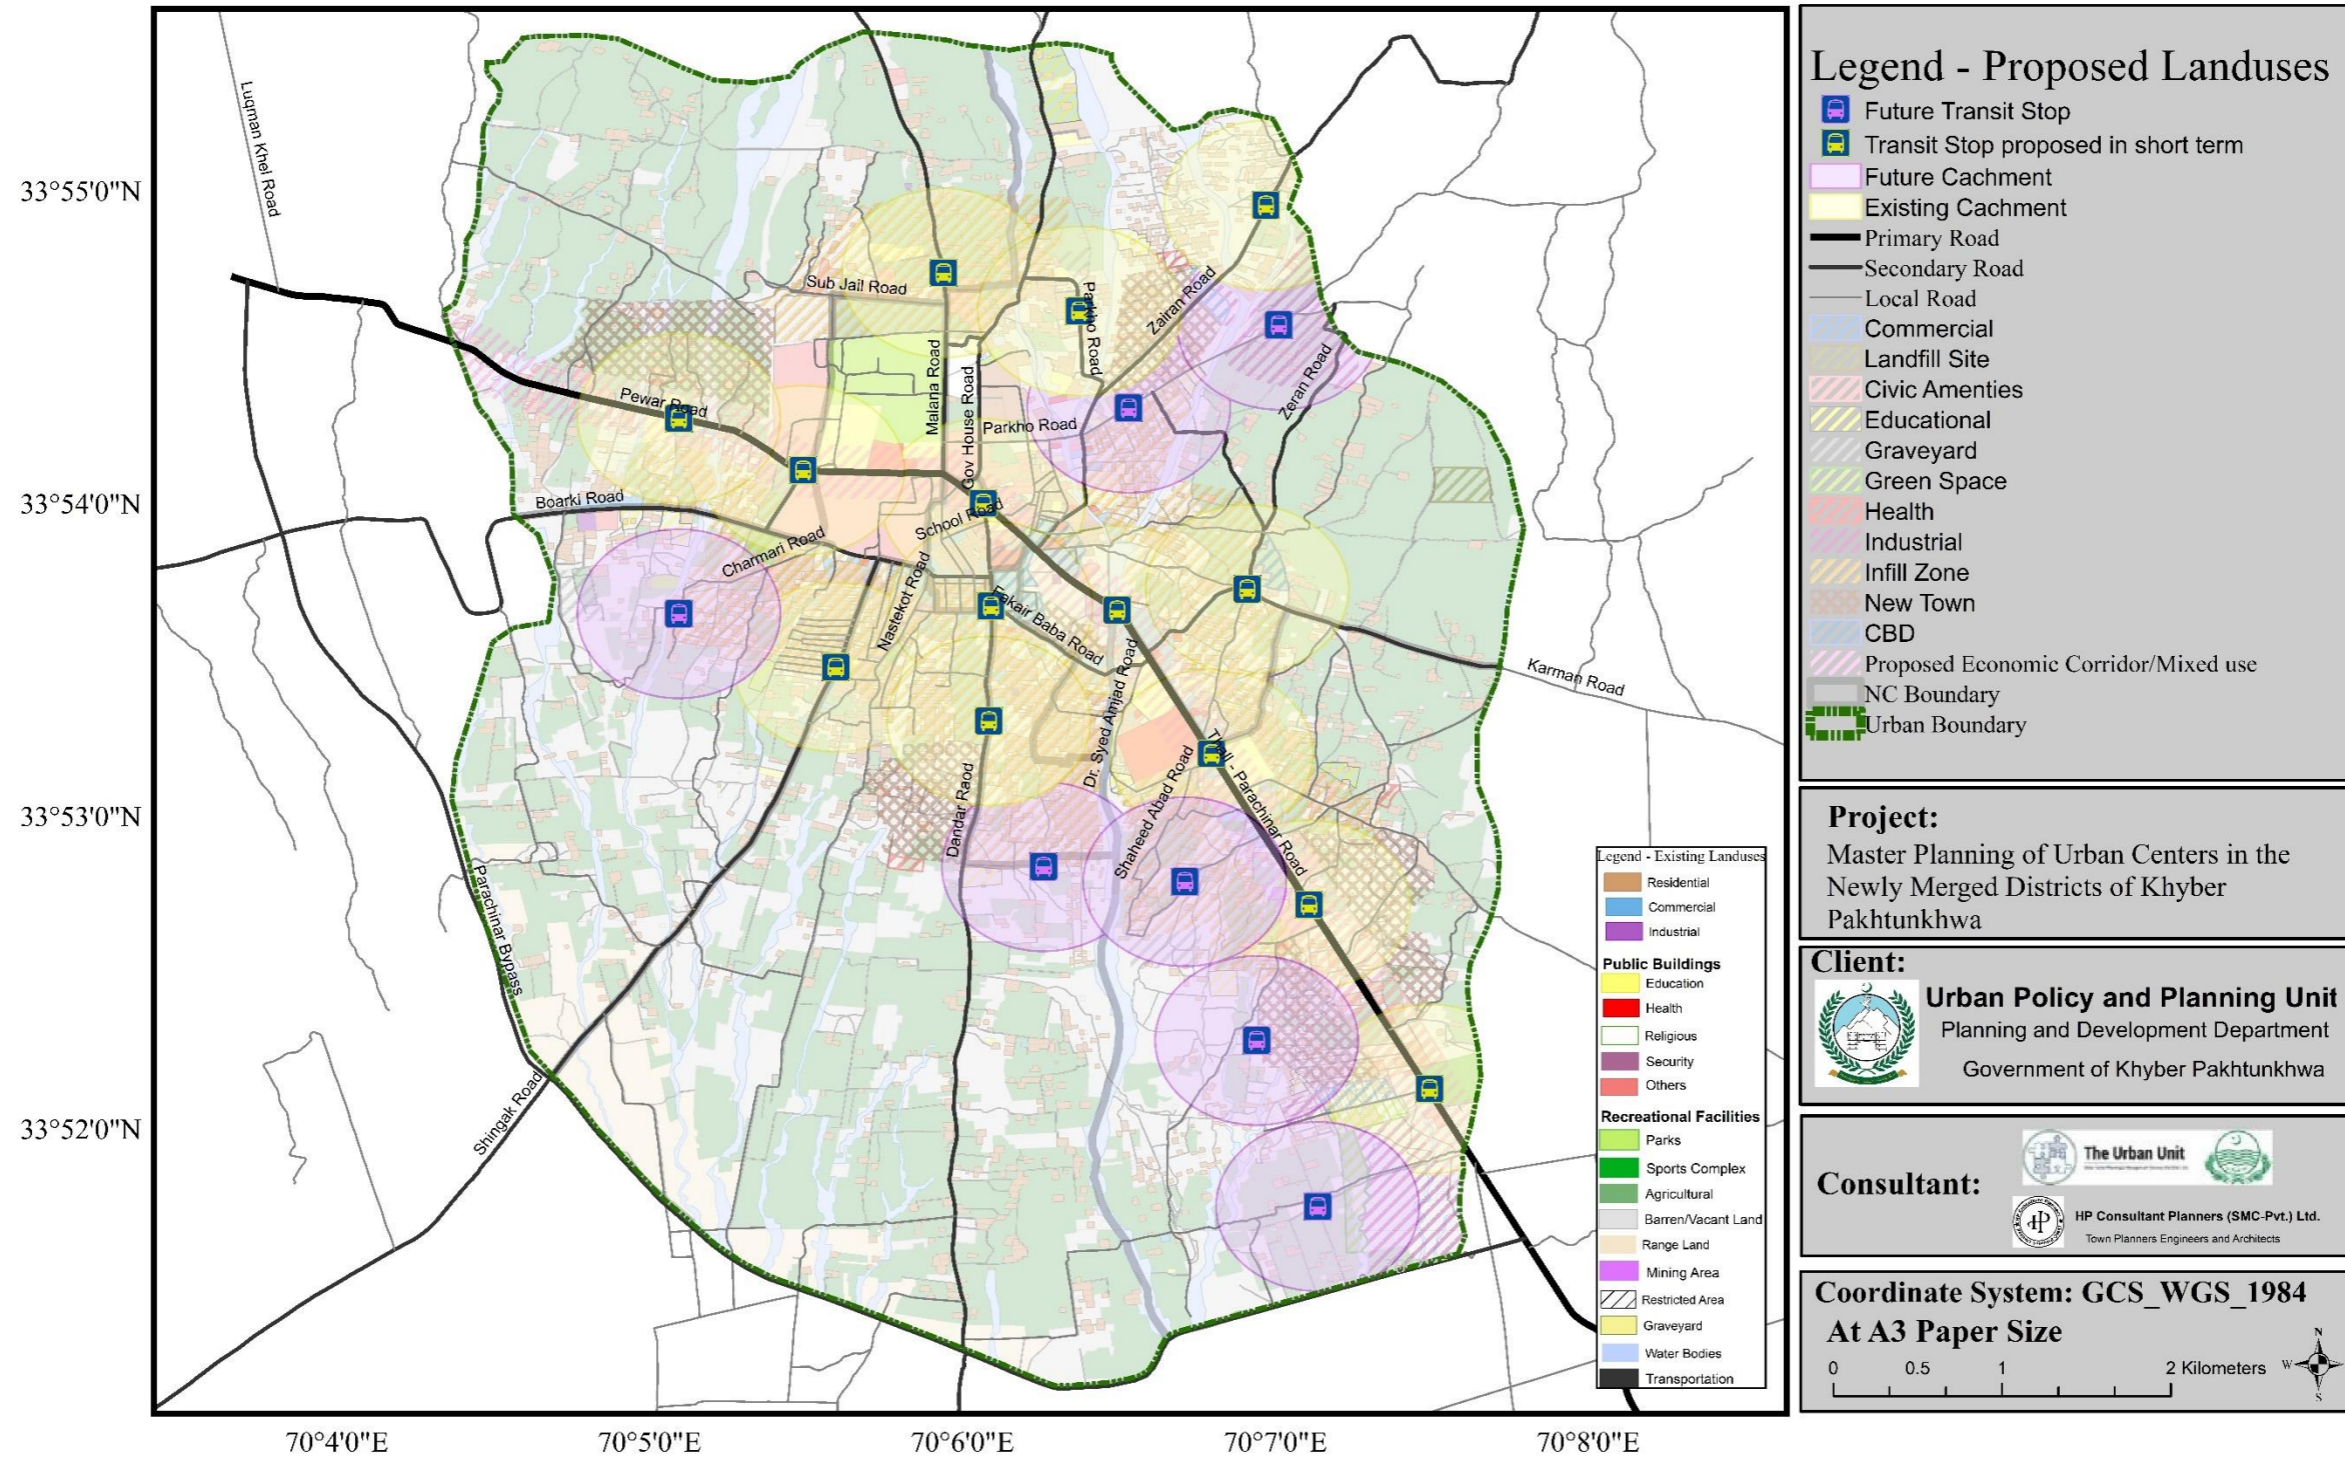 Legend - Proposed Landuses
Future Transit Stop
Transit Stop proposed in short term
Future Cachment
Existing Cachment
Primary Road
Secondary Road
Local Road
Commercial
Landfill Site
Civic Amenties
Educational
Graveyard
Green Space
Health
Industrial
Infill Zone
New Town
CBD
Proposed Economic Corridor/Mixed use
NC Boundary
Urban Boundary
Project:
Master Planning of Urban Centers in the
Newly Merged Districts of Khyber
Pakhtunkhwa
Client:
Urban Policy and Planning Unit
Planning and Development Department
Government of Khyber Pakhtunkhwa
Consultant:
The Urban Unit
HP Consultant Planners (SMC-Pvt.) Ltd.
Town Planners Engineers and Architects
Coordinate System: GCS_WGS_1984
At A3 Paper Size
0 0.5 1 2 Kilometers
N
W
S
Legend - Existing Landuses
Residential
Commercial
Industrial
Public Buildings
Education
Health
Religious
Security
Others
Recreational Facilities
Parks
Sports Complex
Agricultural
Barren/Vacant Land
Range Land
Mining Area
Restricted Area
Graveyard
Water Bodies
Transportation
33°55'0"N
33°54'0"N
33°53'0"N
33°52'0"N
70°4'0"E
70°5'0"E
70°6'0"E
70°7'0"E
70°8'0"E
Luqman Khel Road
Sub Jail Road
Parkho Road
Zairan Road
Zeran Road
Malana Road
Gov House Road
Parkho Road
Pewar Road
Boarki Road
Charmari Road
School Road
Nastekot Road
Fakair Baba Road
Dr. Syed Amjad Road
Karman Road
Thall - Parachinar Road
Shaheed Abad Road
Dandar Raod
Parachinar Bypass
Shingak Road